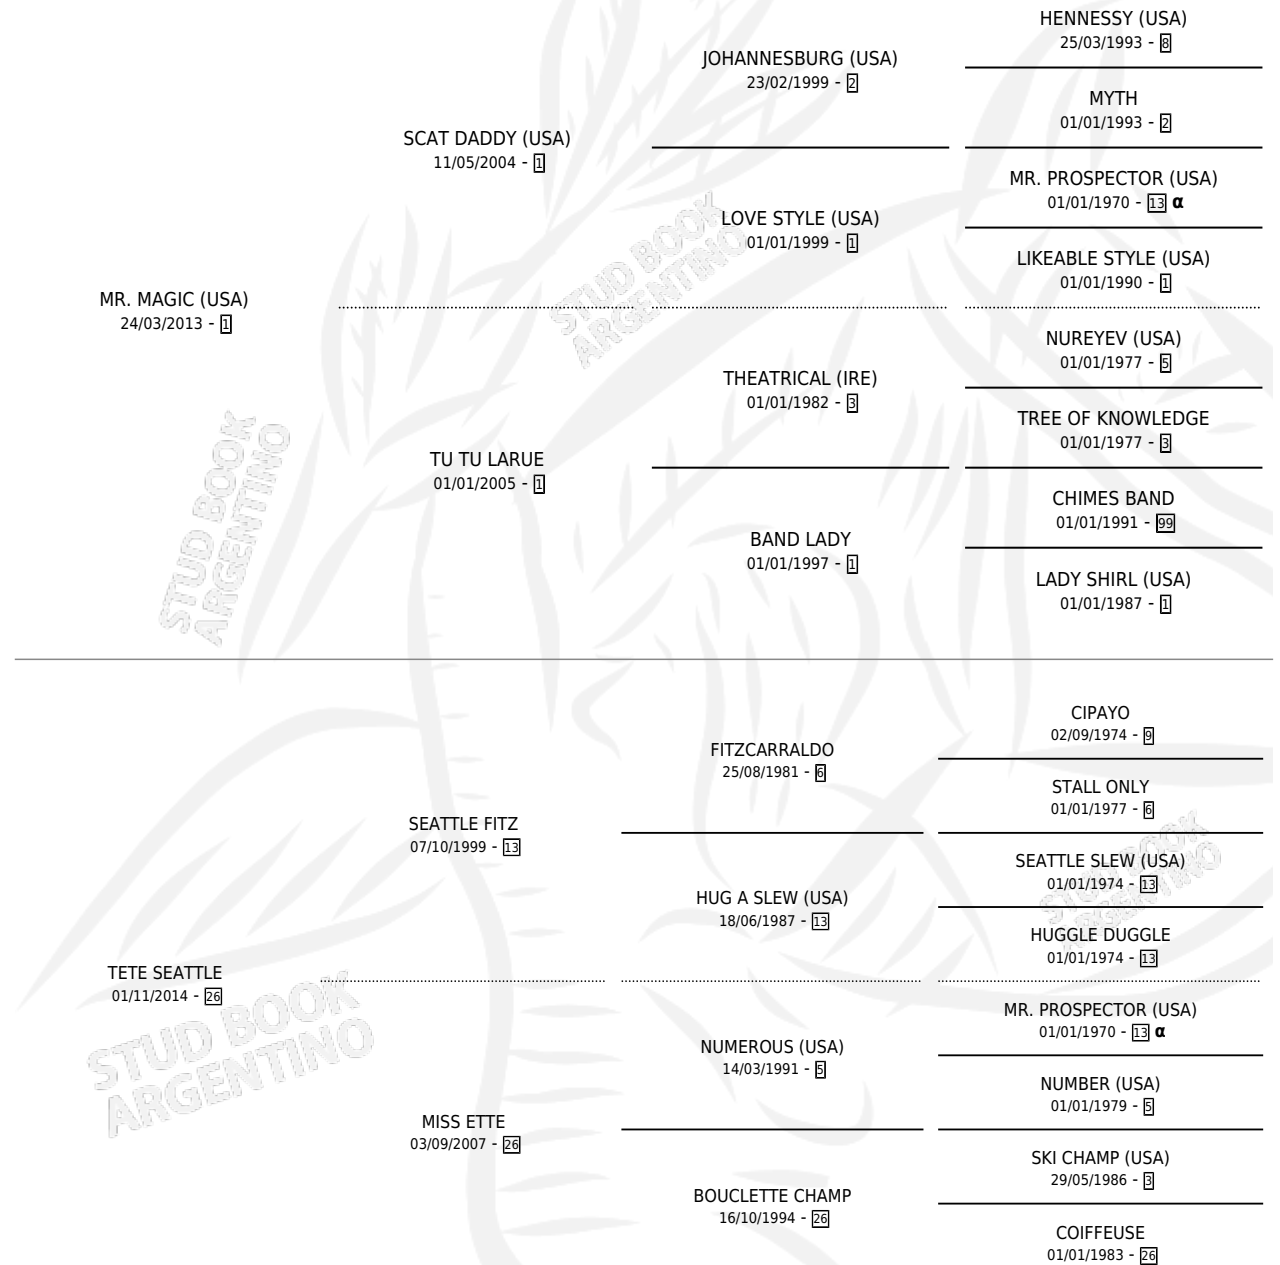 HENNESSY (USA)
25/03/1993 - 8
JOHANNESBURG (USA)
23/02/1999 - 2
MYTH
01/01/1993 - 2
SCAT DADDY (USA)
11/05/2004 - 1
MR. PROSPECTOR (USA)
01/01/1970 - 13 α
LOVE STYLE (USA)
01/01/1999 - 1
LIKEABLE STYLE (USA)
01/01/1990 - 1
MR. MAGIC (USA)
24/03/2013 - 1
NUREYEV (USA)
01/01/1977 - 5
THEATRICAL (IRE)
01/01/1982 - 3
TREE OF KNOWLEDGE
01/01/1977 - 3
TU TU LARUE
01/01/2005 - 1
CHIMES BAND
01/01/1991 - 99
BAND LADY
01/01/1997 - 1
LADY SHIRL (USA)
01/01/1987 - 1
STUD BOOK
ARGENTINO
STUD BOOK
ARGENTINO
CIPAYO
02/09/1974 - 9
FITZCARRALDO
25/08/1981 - 6
STALL ONLY
01/01/1977 - 6
SEATTLE FITZ
07/10/1999 - 13
SEATTLE SLEW (USA)
01/01/1974 - 13
HUG A SLEW (USA)
18/06/1987 - 13
HUGGLE DUGGLE
01/01/1974 - 13
TETE SEATTLE
01/11/2014 - 26
MR. PROSPECTOR (USA)
01/01/1970 - 13 α
NUMEROUS (USA)
14/03/1991 - 5
NUMBER (USA)
01/01/1979 - 5
MISS ETTE
03/09/2007 - 26
SKI CHAMP (USA)
29/05/1986 - 3
BOUCLETTE CHAMP
16/10/1994 - 26
COIFFEUSE
01/01/1983 - 26
STUD BOOK
ARGENTINO
STUD BOOK
ARGENTINO